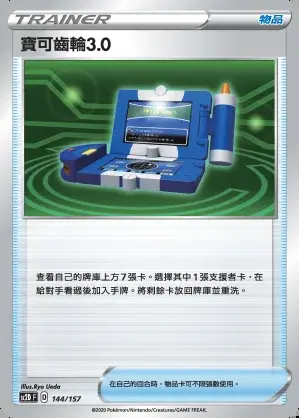 TRAINER 物品
寶可齒輪3.0
查看自己的牌庫上方7張卡。選擇其中1張支援者卡，在
給對手看過後加入手牌。將剩餘卡放回牌庫並重洗。
Illus.Ryo Ueda
SC2D F D 144/157
在自己的回合時，物品卡可不限張數使用。
©2020 Pokémon/Nintendo/Creatures/GAME FREAK.